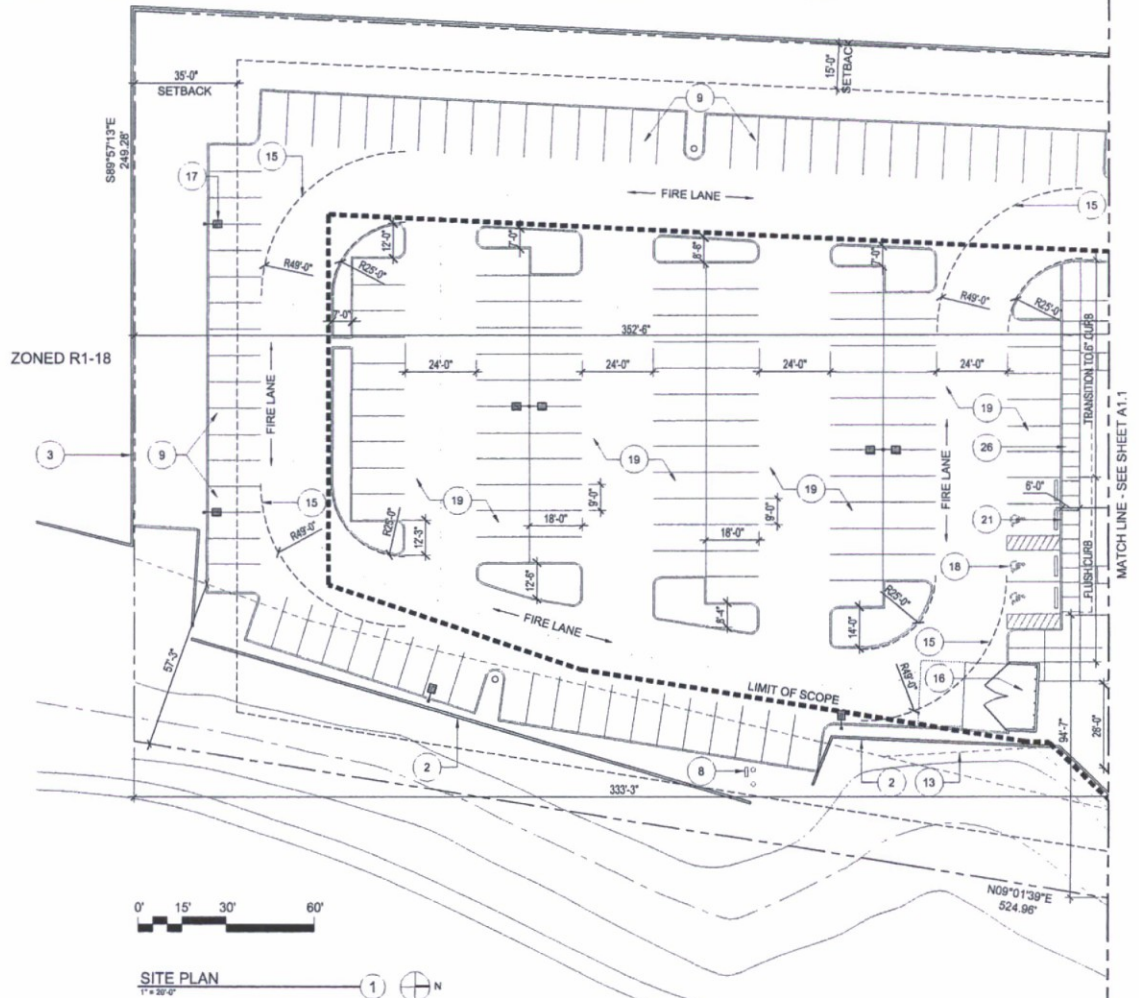 35'-0"
SETBACK
15'-0"
SETBACK
S89°57'13"E
249.28'
9
15
17
FIRE LANE
15
12'-0"
7'-0"
8'-6"
7'-0"
R49'-0"
R25'-0"
R49'-0"
R25'-0"
7'-0"
352'-6"
ZONED R1-18
24'-0"
24'-0"
24'-0"
24'-0"
TRANSITION TO 6" CURB
FIRE LANE
19
26
MATCH LINE - SEE SHEET A1.1
3
9
19
19
19
FIRE LANE
6'-0"
9'-0"
9'-0"
21
15
18'-0"
18'-0"
R49'-0"
R25'-0"
12'-3"
18
FLUSH CURB
12'-6"
8'-4"
14'-0"
R25'-0"
FIRE LANE
15
57'-3"
16
R49'-0"
LIMIT OF SCOPE
94'-7"
28'-0"
2
8
2
13
333'-3"
N09°01'39"E
524.96'
0'
15'
30'
60'
SITE PLAN
1
N
1" = 20'-0"